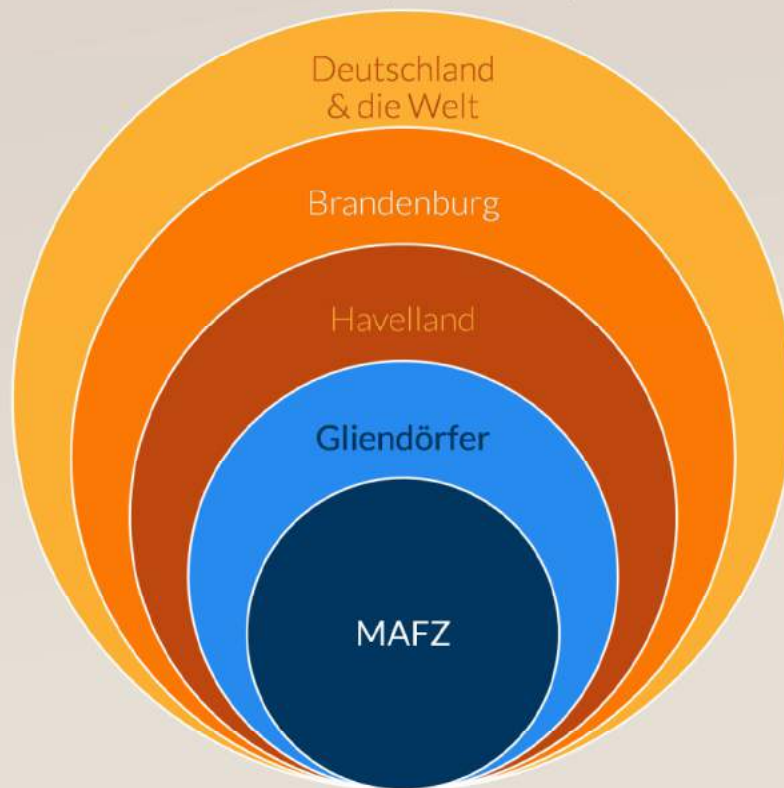 Deutschland
& die Welt
Brandenburg
Havelland
Gliendörfer
MAFZ